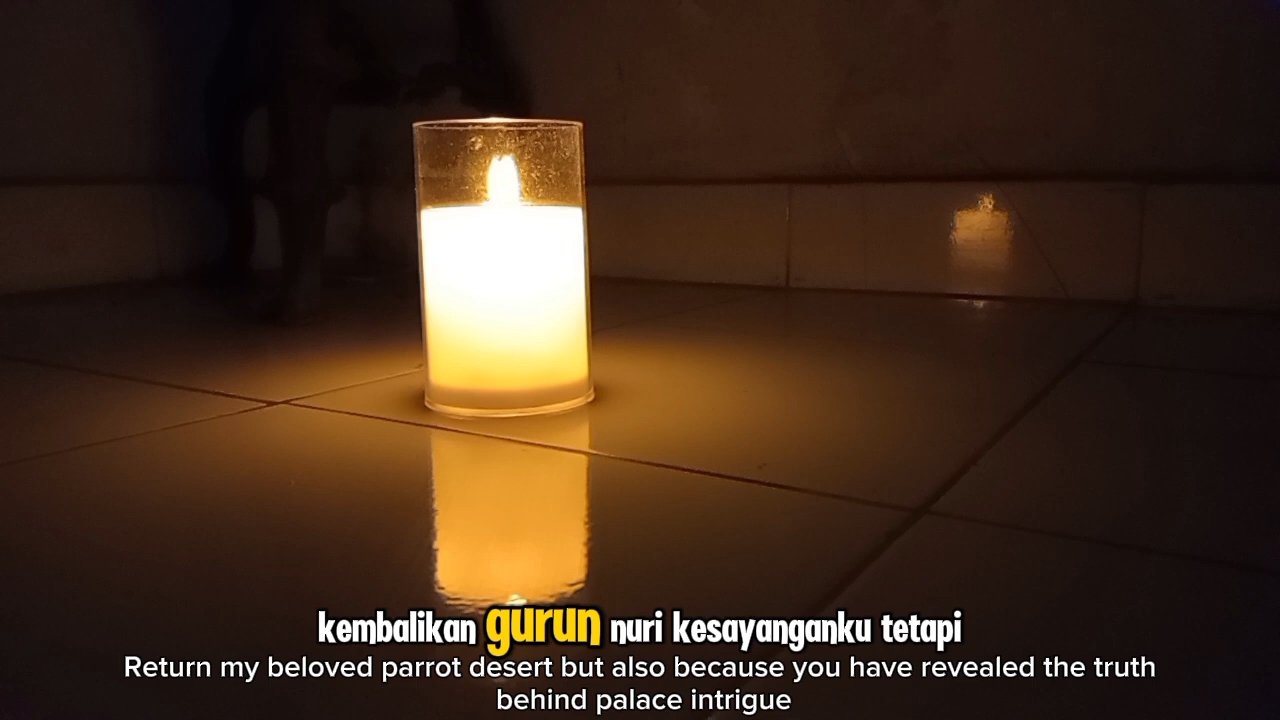 kembalikan gurun nuri kesayanganku tetapi
Return my beloved parrot desert but also because you have revealed the truth
behind palace intrigue